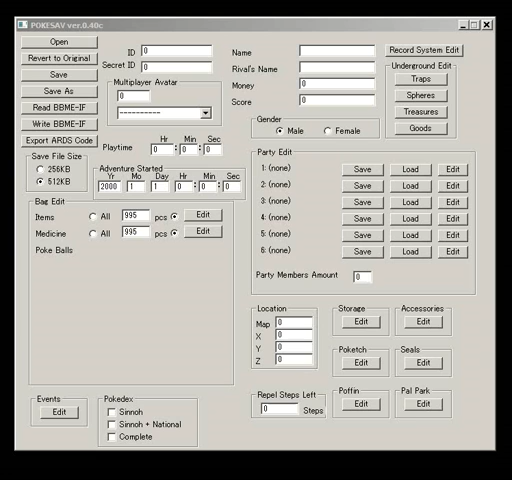 POKESAV ver.0.40c
Open
Revert to Original
Save
Save As
Read BBME-IF
Write BBME-IF
Export ARDS Code
ID 0
Secret ID 0
Multiplayer Avatar
0
----------
Name
Rival's Name
Money 0
Score 0
Record System Edit
Underground Edit
Traps
Spheres
Treasures
Goods
Gender
Male Female
Hr Min Sec
Playtime 0 : 0 : 0
Save File Size
256KB
512KB
Adventure Started
Yr Mo Day Hr Min Sec
2000 1 1 0 : 0 : 0
Bag Edit
Items All 995 pcs Edit
Medicine All 995 pcs Edit
Poke Balls
Party Edit
1: (none) Save Load Edit
2: (none) Save Load Edit
3: (none) Save Load Edit
4: (none) Save Load Edit
5: (none) Save Load Edit
6: (none) Save Load Edit
Party Members Amount 0
Location
Map 0
X 0
Y 0
Z 0
Storage
Edit
Accessories
Edit
Poketch
Edit
Seals
Edit
Repel Steps Left
0 Steps
Poffin
Edit
Pal Park
Edit
Events
Edit
Pokedex
Sinnoh
Sinnoh + National
Complete